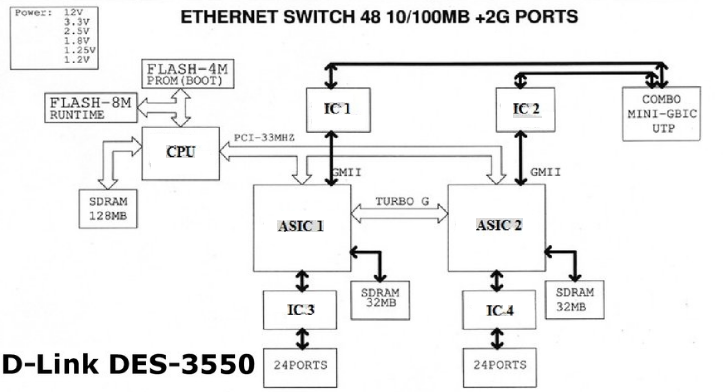 Power: 12V
3.3V
2.5V
1.8V
1.25V
1.2V
ETHERNET SWITCH 48 10/100MB +2G PORTS
FLASH-4M
PROM(BOOT)
FLASH-8M
RUNTIME
IC 1
IC 2
COMBO
MINI-GBIC
UTP
CPU
PCI-33MHZ
GMII
GMII
SDRAM
128MB
ASIC 1
TURBO G
ASIC 2
SDRAM
32MB
SDRAM
32MB
IC-3
IC-4
D-Link DES-3550
24PORTS
24PORTS